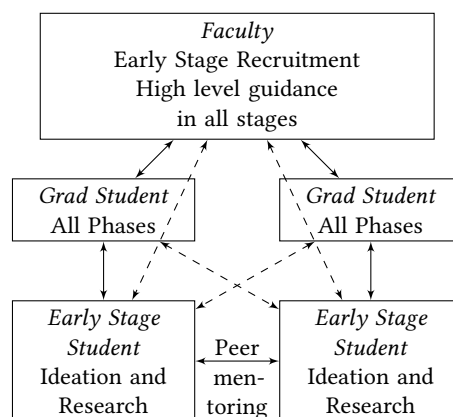 Faculty
Early Stage Recruitment
High level guidance
in all stages
Grad Student
All Phases
Grad Student
All Phases
Early Stage
Student
Ideation and
Research
Peer
men-
toring
Early Stage
Student
Ideation and
Research